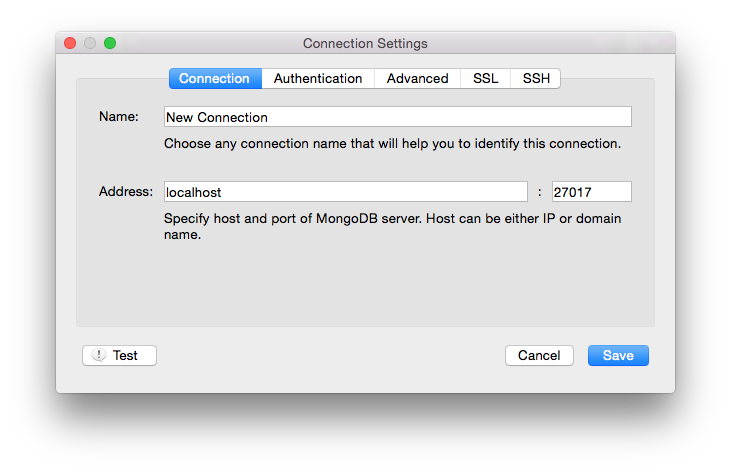 Connection Settings
Connection Authentication Advanced SSL SSH
Name: New Connection
Choose any connection name that will help you to identify this connection.
Address: localhost : 27017
Specify host and port of MongoDB server. Host can be either IP or domain
name.
! Test Cancel Save